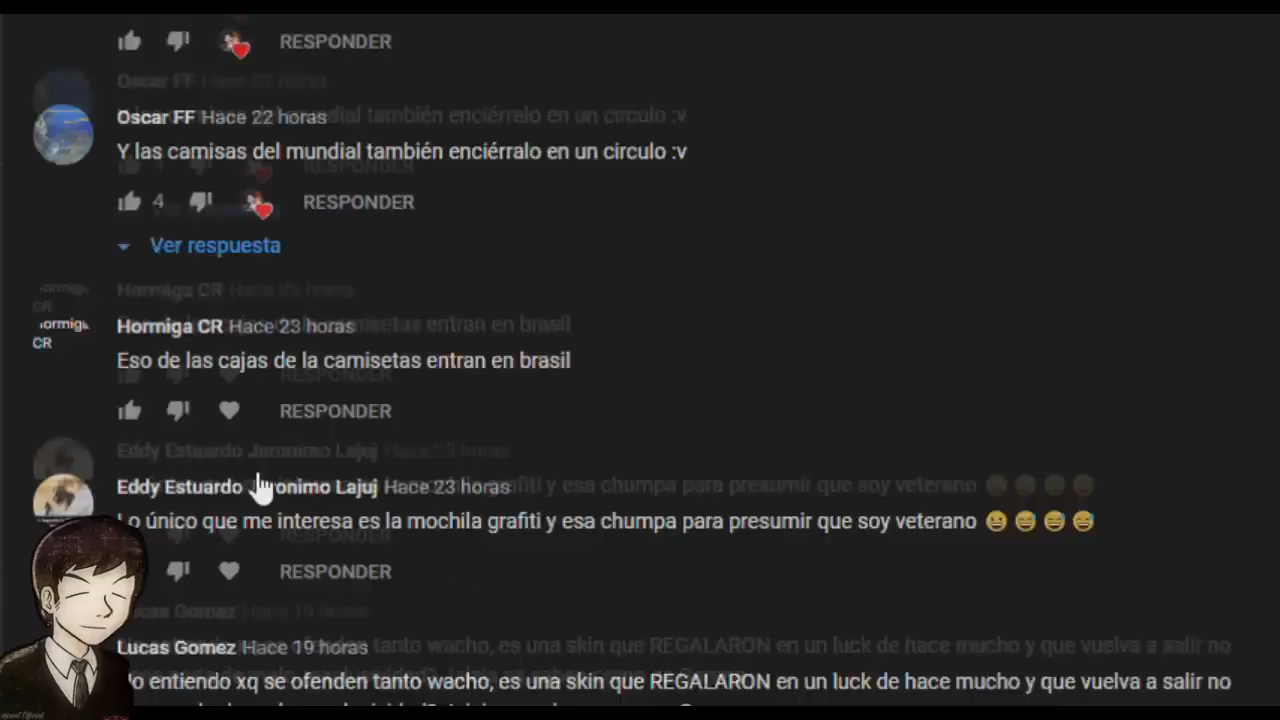 RESPONDER
Oscar FF Hace 22 horas
Y las camisas del mundial también enciérralo en un circulo :v
4 RESPONDER
Ver respuesta
Hormiga CR Hace 23 horas
CR
Eso de las cajas de la camisetas entran en brasil
RESPONDER
Eddy Estuardo Jeronimo Lajuj Hace 23 horas
Lo único que me interesa es la mochila grafiti y esa chumpa para presumir que soy veterano
RESPONDER
Lucas Gomez Hace 19 horas
No entiendo xq se ofenden tanto wacho, es una skin que REGALARON en un luck de hace mucho y que vuelva a salir no